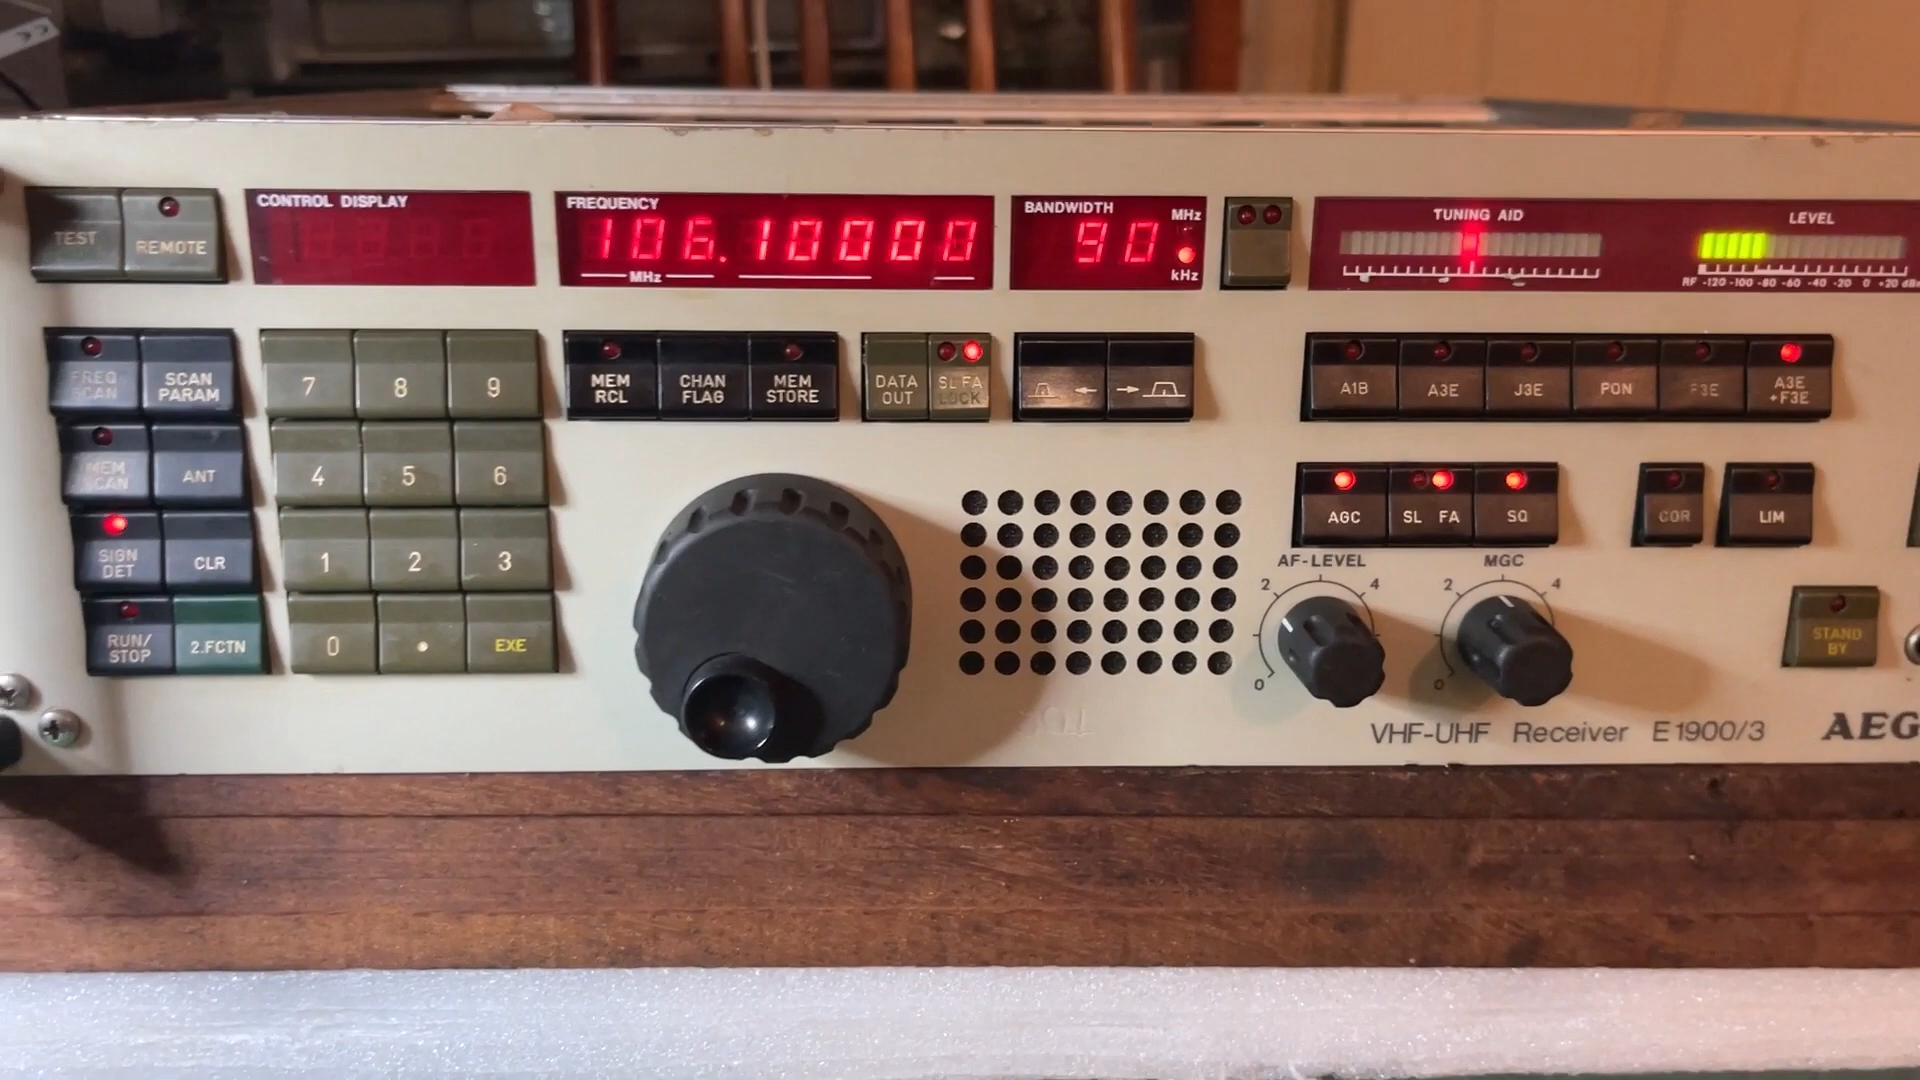 CONTROL DISPLAY
FREQUENCY
106.10000
MHz
BANDWIDTH
90
MHz
kHz
TUNING AID
LEVEL
RF -120 -100 -80 -60 -40 -20 0 +20 dBm
TEST
REMOTE
FREQ
SCAN
SCAN
PARAM
7
8
9
MEM
RCL
CHAN
FLAG
MEM
STORE
DATA
OUT
SL FA
LOCK
A1B
A3E
J3E
PON
F3E
A3E
+F3E
MEM
SCAN
ANT
4
5
6
AGC
SL FA
SQ
COR
LIM
SIGN
DET
CLR
1
2
3
AF-LEVEL
0
2
4
MGC
0
2
4
RUN/
STOP
2.FCTN
0
.
EXE
STAND
BY
VHF-UHF Receiver E1900/3
AEG